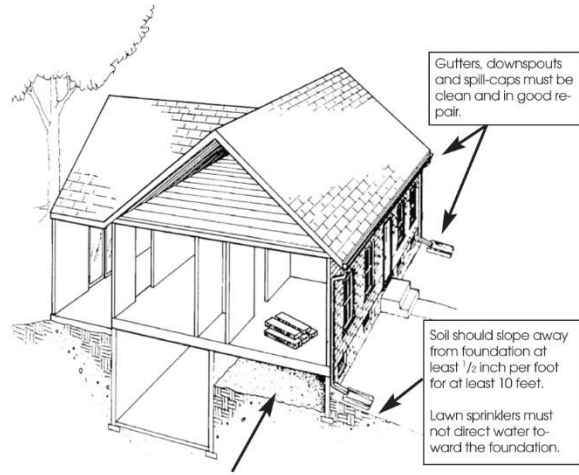 Gutters, downspouts
and spill-caps must be
clean and in good re-
pair.
Soil should slope away
from foundation at
least 1/2 inch per foot
for at least 10 feet.
Lawn sprinklers must
not direct water to-
ward the foundation.